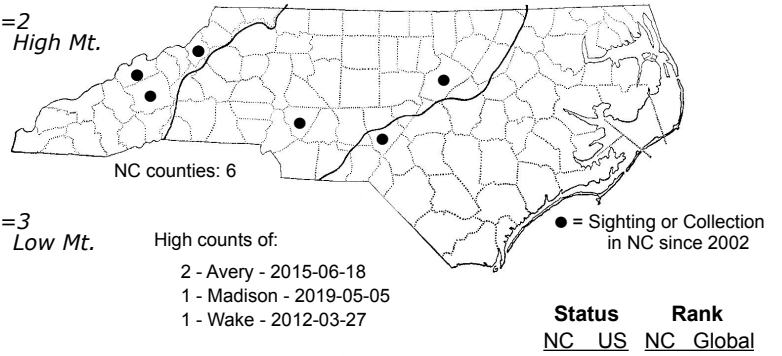 =2
High Mt.
NC counties: 6
=3
Low Mt.
High counts of:
2 - Avery - 2015-06-18
1 - Madison - 2019-05-05
1 - Wake - 2012-03-27
● = Sighting or Collection
in NC since 2002
Status Rank
NC US NC Global